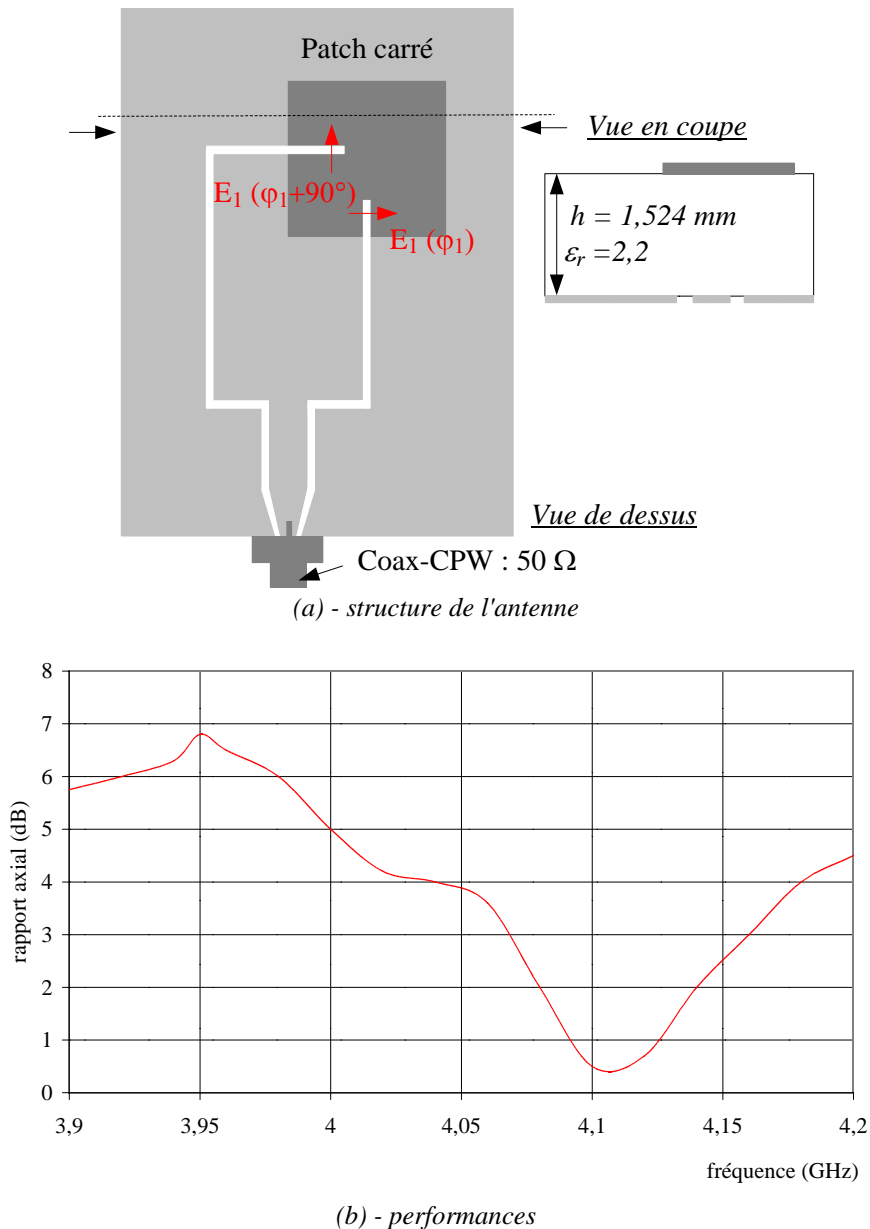 Patch carré
Vue en coupe
E₁ (φ₁+90°)
E₁ (φ₁)
h = 1,524 mm
εᵣ =2,2
Vue de dessus
Coax-CPW : 50 Ω
(a) - structure de l'antenne
8
7
6
5
4
3
2
1
0
rapport axial (dB)
3,9
3,95
4
4,05
4,1
4,15
4,2
fréquence (GHz)
(b) - performances